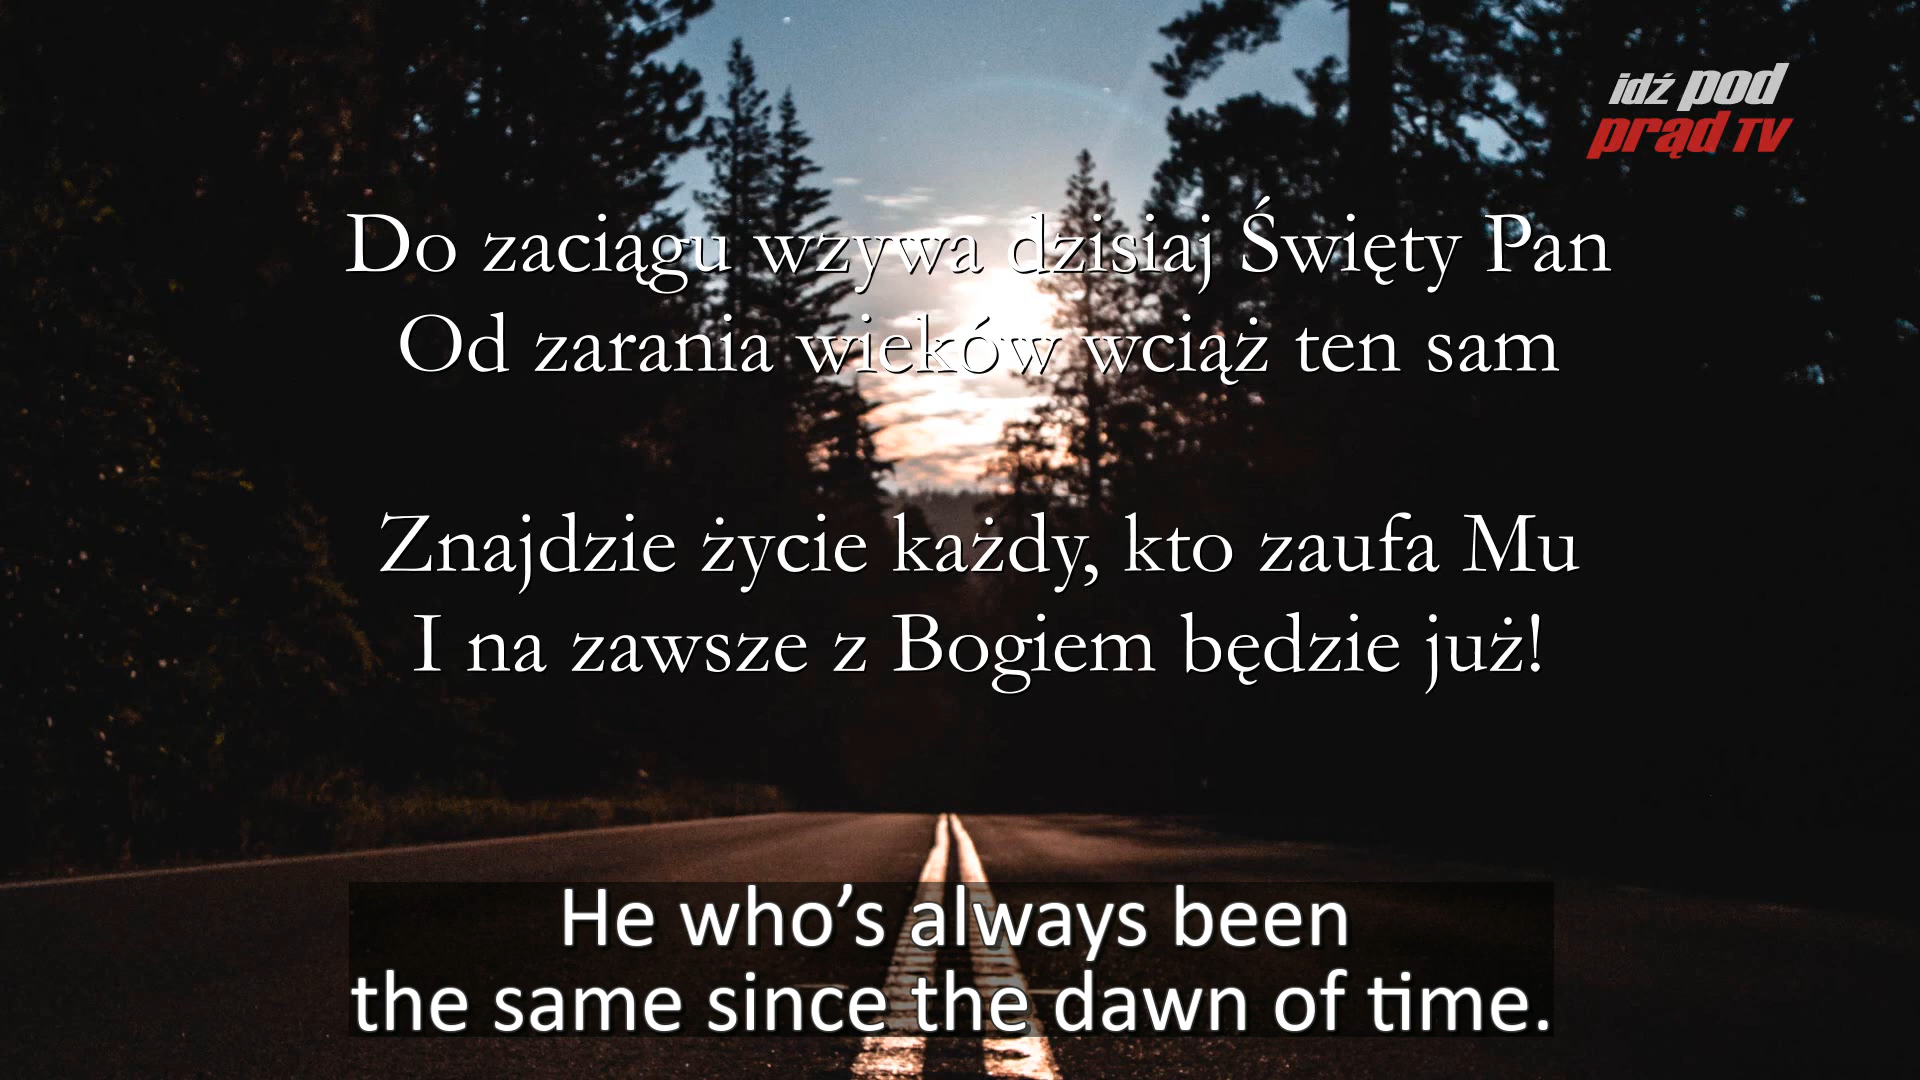 idź pod
prąd TV
Do zaciągu wzywa dzisiaj Święty Pan
Od zarania wieków wciąż ten sam
Znajdzie życie każdy, kto zaufa Mu
I na zawsze z Bogiem będzie już!
He who’s always been
the same since the dawn of time.